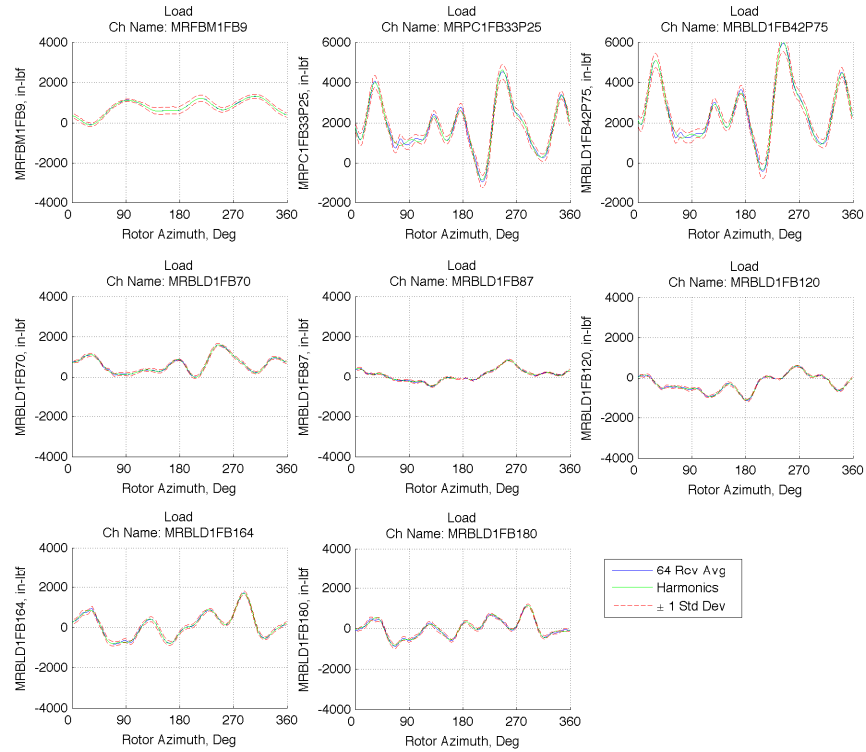 Load
Ch Name: MRFBM1FB9
4000
2000
0
-2000
-4000
MRFBM1FB9, in-lbf
0 90 180 270 360
Rotor Azimuth, Deg
Load
Ch Name: MRPC1FB33P25
6000
4000
2000
0
-2000
MRPC1FB33P25, in-lbf
0 90 180 270 360
Rotor Azimuth, Deg
Load
Ch Name: MRBLD1FB42P75
6000
4000
2000
0
-2000
MRBLD1FB42P75, in-lbf
0 90 180 270 360
Rotor Azimuth, Deg
Load
Ch Name: MRBLD1FB70
4000
2000
0
-2000
-4000
MRBLD1FB70, in-lbf
0 90 180 270 360
Rotor Azimuth, Deg
Load
Ch Name: MRBLD1FB87
4000
2000
0
-2000
-4000
MRBLD1FB87, in-lbf
0 90 180 270 360
Rotor Azimuth, Deg
Load
Ch Name: MRBLD1FB120
4000
2000
0
-2000
-4000
MRBLD1FB120, in-lbf
0 90 180 270 360
Rotor Azimuth, Deg
Load
Ch Name: MRBLD1FB164
4000
2000
0
-2000
-4000
MRBLD1FB164, in-lbf
0 90 180 270 360
Rotor Azimuth, Deg
Load
Ch Name: MRBLD1FB180
4000
2000
0
-2000
-4000
MRBLD1FB180, in-lbf
0 90 180 270 360
Rotor Azimuth, Deg
64 Rev Avg
Harmonics
± 1 Std Dev